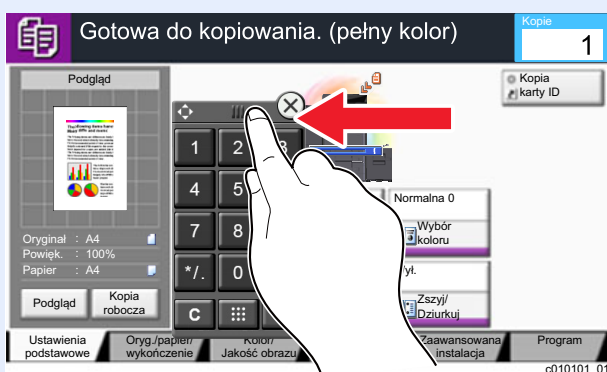 Gotowa do kopiowania. (pełny kolor)
Kopie
1
Podgląd
Kopia
karty ID
1
2
3
4
5
7
8
*/.
0
C
Normalna 0
Wybór
koloru
Zszyj/
Dziurkuj
Oryginał : A4
Powięk. : 100%
Papier : A4
Podgląd
Kopia
robocza
Ustawienia
podstawowe
Oryg./papier/
wykończenie
Kolor/
Jakość obrazu
Zaawansowana
instalacja
Program
c010101_01